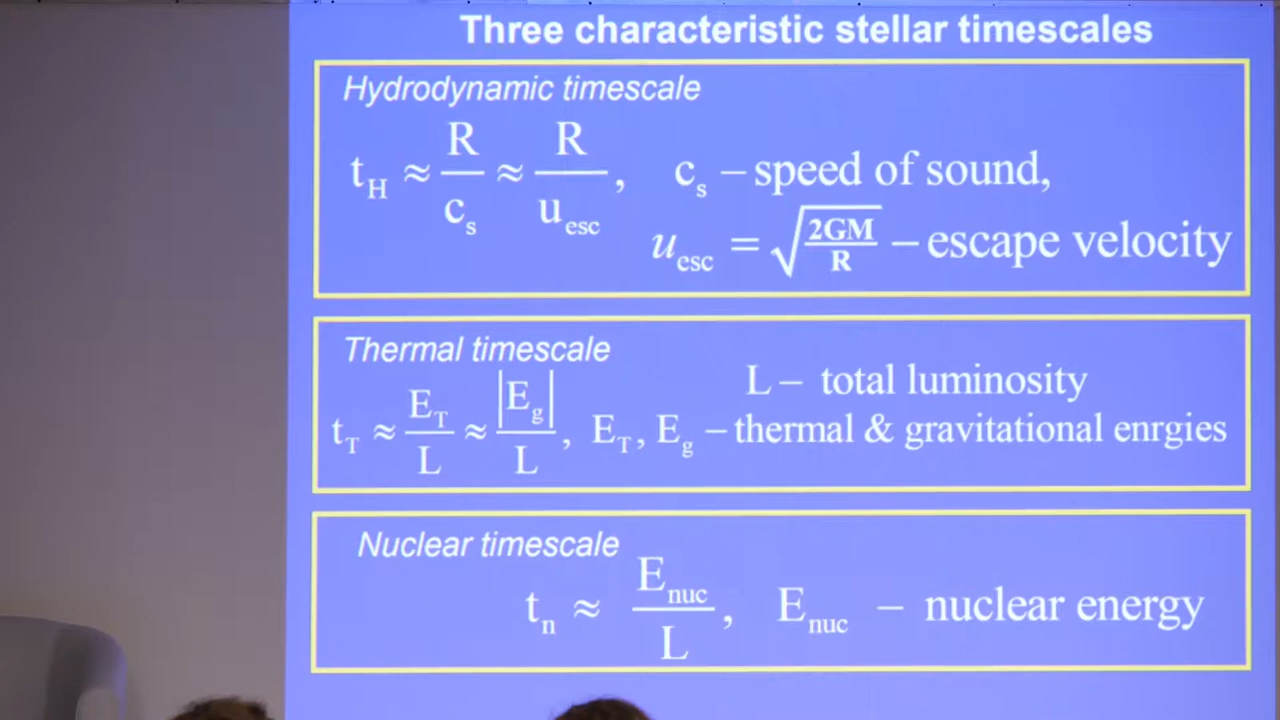 Three characteristic stellar timescales
Hydrodynamic timescale
t_H ≈ R/c_s ≈ R/u_esc, c_s – speed of sound,
u_esc = √(2GM/R) – escape velocity
Thermal timescale
L – total luminosity
t_T ≈ E_T/L ≈ |E_g|/L, E_T, E_g – thermal & gravitational enrgies
Nuclear timescale
t_n ≈ E_nuc/L, E_nuc – nuclear energy